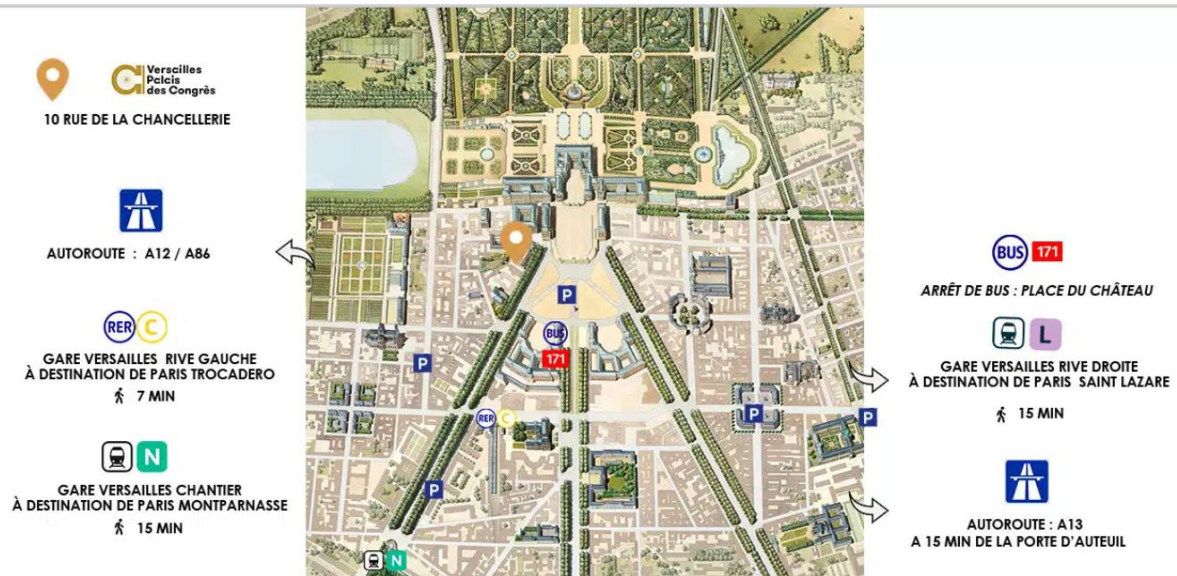 Versailles
Palais
des Congrès
10 RUE DE LA CHANCELLERIE
AUTOROUTE : A12 / A86
RER C
GARE VERSAILLES RIVE GAUCHE
À DESTINATION DE PARIS TROCADERO
7 MIN
N
GARE VERSAILLES CHANTIER
À DESTINATION DE PARIS MONTPARNASSE
15 MIN
P
BUS
171
P
RER C
P
P
P
N
BUS 171
ARRÊT DE BUS : PLACE DU CHÂTEAU
L
GARE VERSAILLES RIVE DROITE
À DESTINATION DE PARIS SAINT LAZARE
15 MIN
AUTOROUTE : A13
A 15 MIN DE LA PORTE D'AUTEUIL